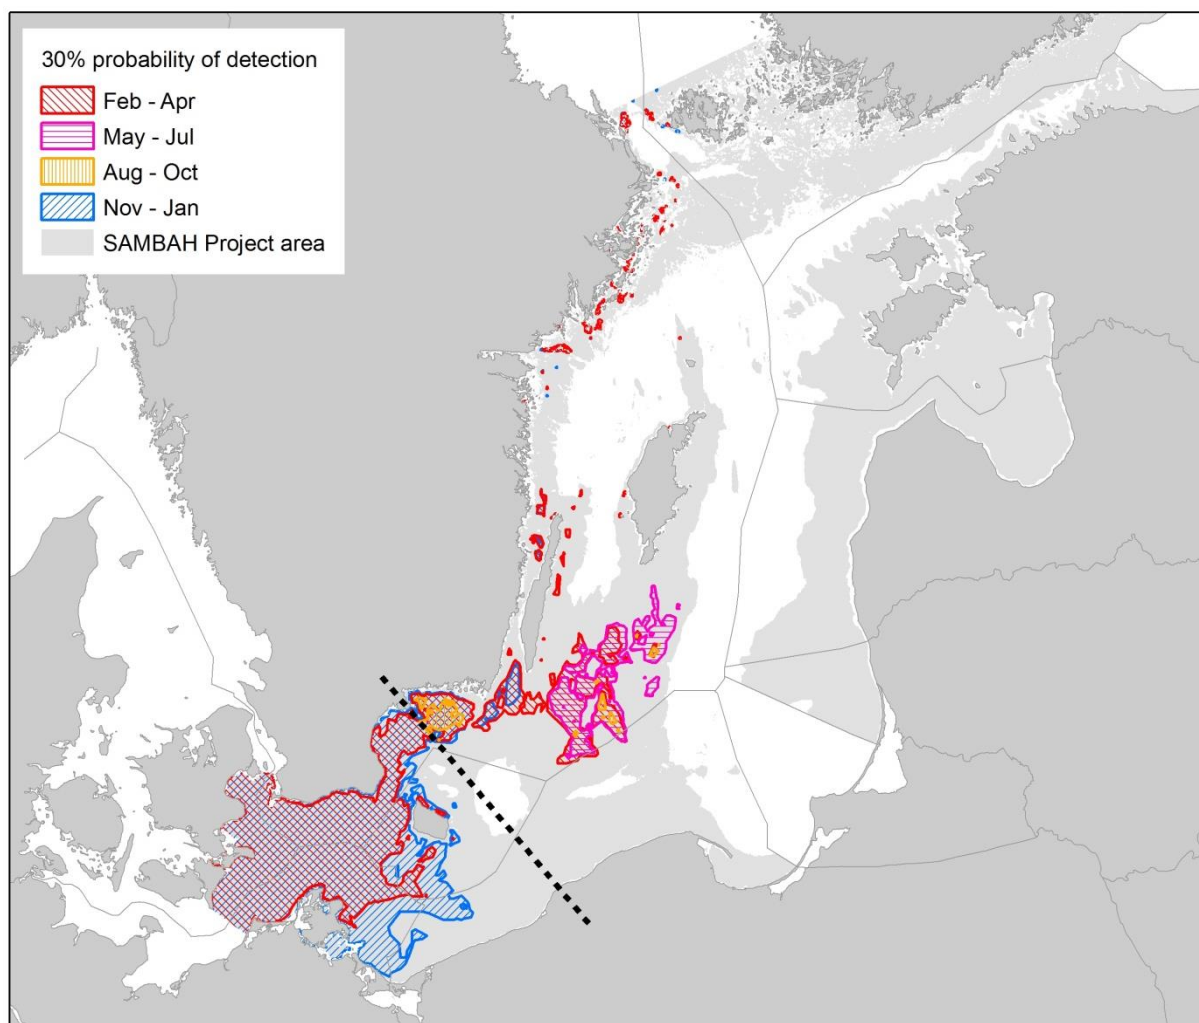 30% probability of detection
Feb - Apr
May - Jul
Aug - Oct
Nov - Jan
SAMBAH Project area